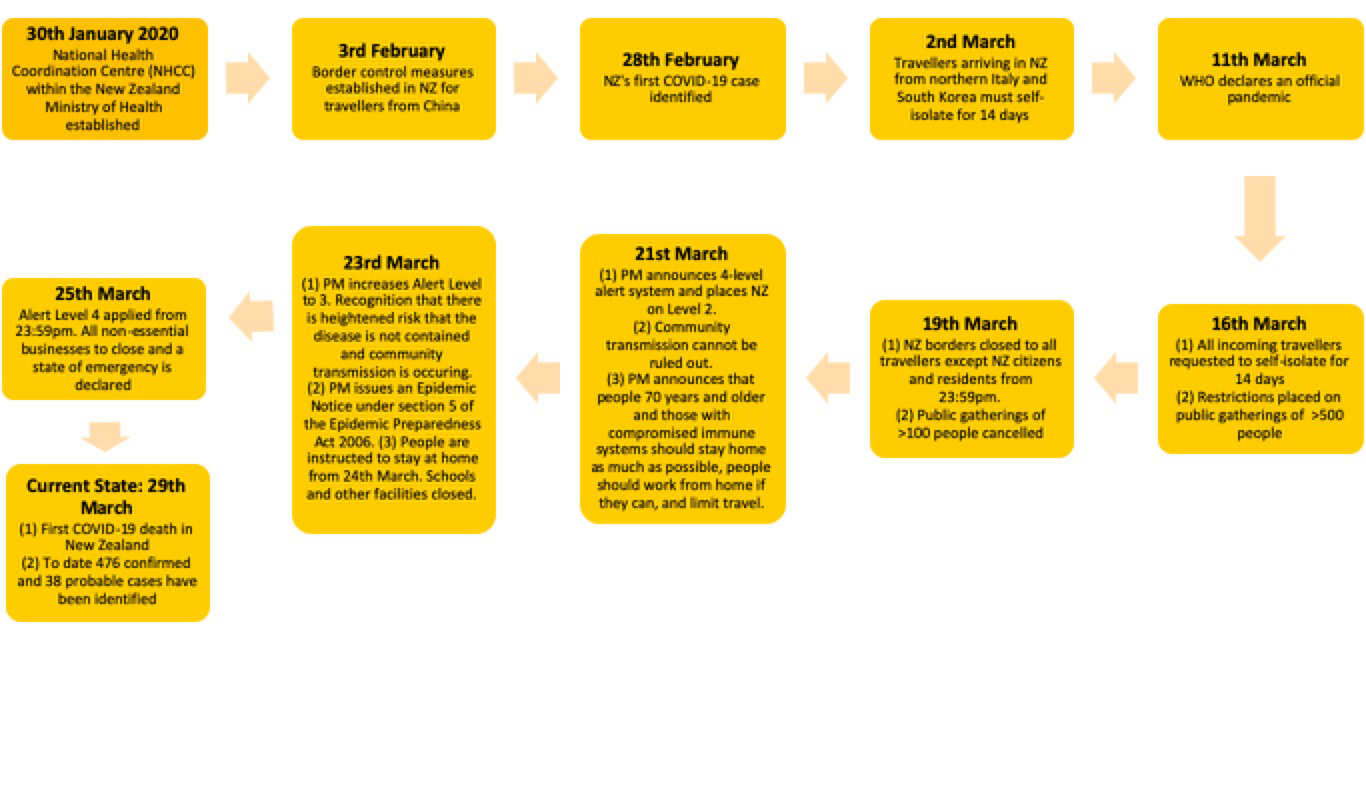 30th January 2020
National Health
Coordination Centre (NHCC)
within the New Zealand
Ministry of Health
established
3rd February
Border control measures
established in NZ for
travellers from China
28th February
NZ's first COVID-19 case
identified
2nd March
Travellers arriving in NZ
from northern Italy and
South Korea must self-
isolate for 14 days
11th March
WHO declares an official
pandemic
16th March
(1) All incoming travellers
requested to self-isolate for
14 days
(2) Restrictions placed on
public gatherings of >500
people
19th March
(1) NZ borders closed to all
travellers except NZ citizens
and residents from
23:59pm.
(2) Public gatherings of
>100 people cancelled
21st March
(1) PM announces 4-level
alert system and places NZ
on Level 2.
(2) Community
transmission cannot be
ruled out.
(3) PM announces that
people 70 years and older
and those with
compromised immune
systems should stay home
as much as possible, people
should work from home if
they can, and limit travel.
23rd March
(1) PM increases Alert Level
to 3. Recognition that there
is heightened risk that the
disease is not contained
and community
transmission is occuring.
(2) PM issues an Epidemic
Notice under section 5 of
the Epidemic Preparedness
Act 2006. (3) People are
instructed to stay at home
from 24th March. Schools
and other facilities closed.
25th March
Alert Level 4 applied from
23:59pm. All non-essential
businesses to close and a
state of emergency is
declared
Current State: 29th
March
(1) First COVID-19 death in
New Zealand
(2) To date 476 confirmed
and 38 probable cases have
been identified